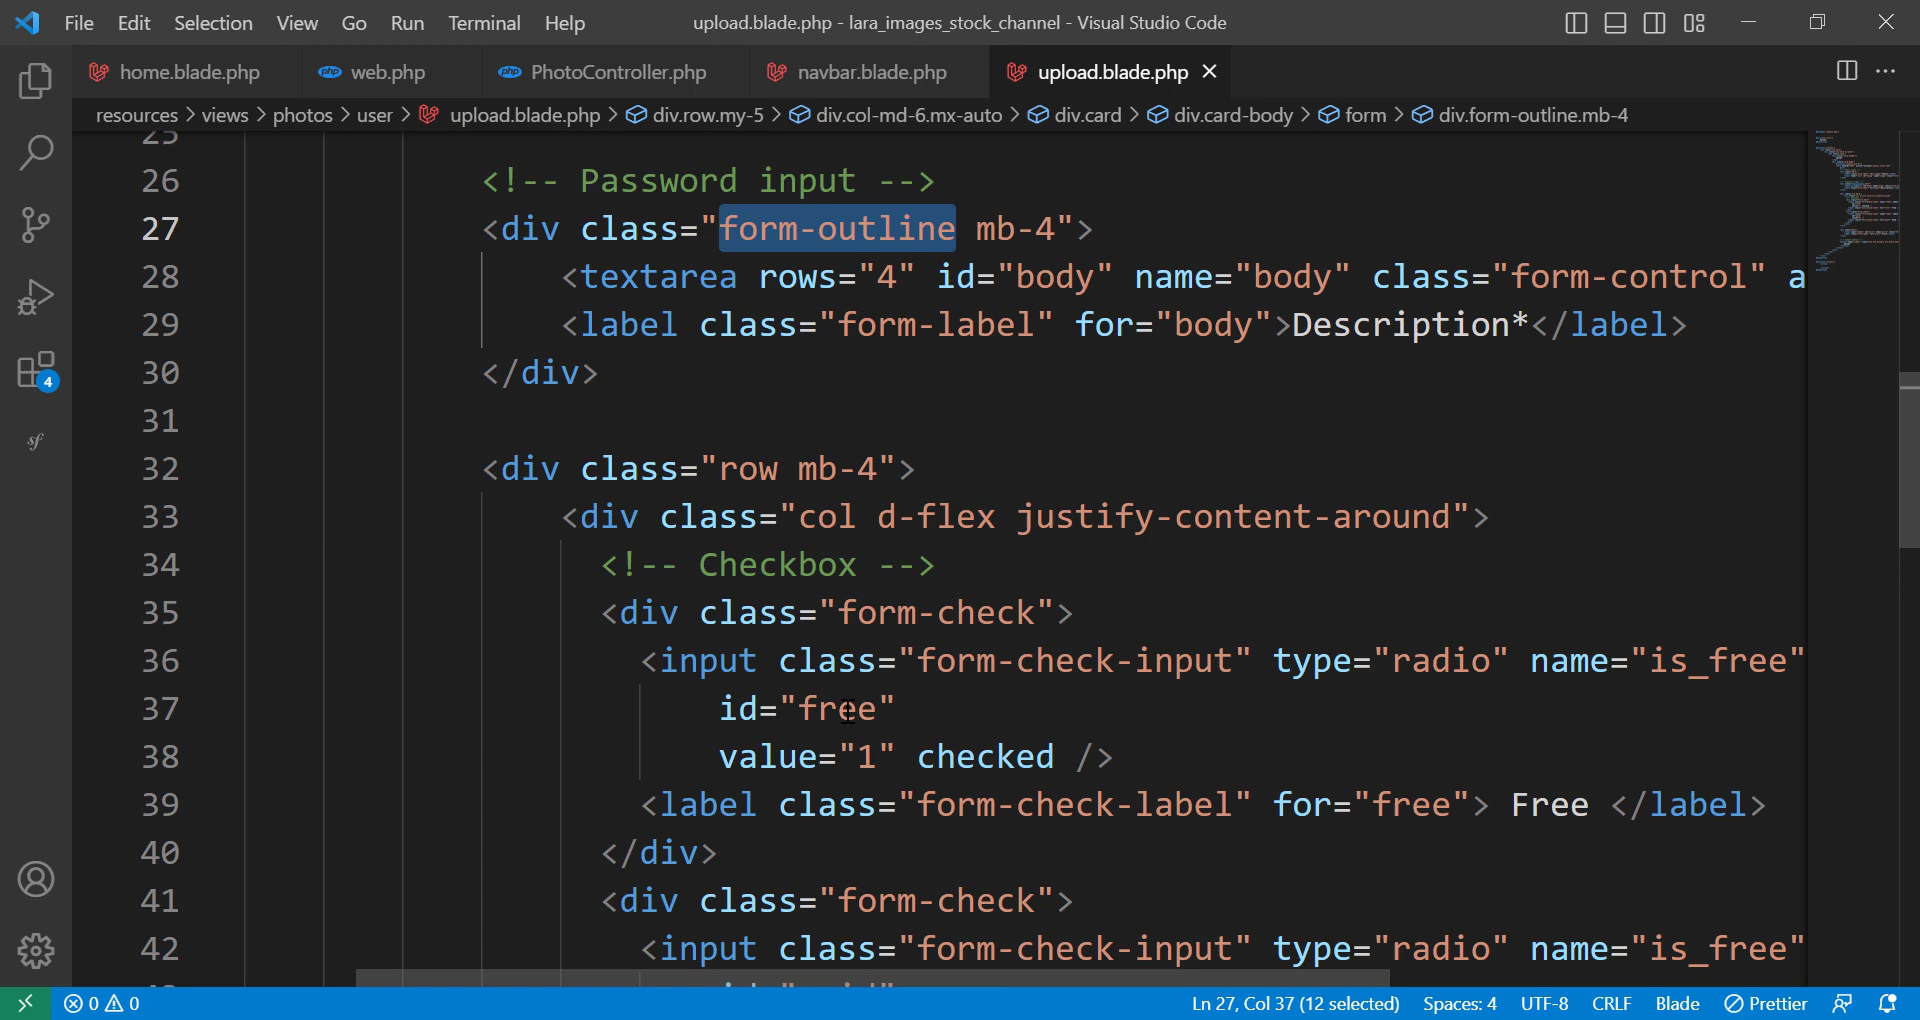 File Edit Selection View Go Run Terminal Help upload.blade.php - lara_images_stock_channel - Visual Studio Code
home.blade.php web.php PhotoController.php navbar.blade.php upload.blade.php
resources > views > photos > user > upload.blade.php > div.row.my-5 > div.col-md-6.mx-auto > div.card > div.card-body > form > div.form-outline.mb-4
25
26 <!-- Password input -->
27 <div class="form-outline mb-4">
28 <textarea rows="4" id="body" name="body" class="form-control" a
29 <label class="form-label" for="body">Description*</label>
30 </div>
31
32 <div class="row mb-4">
33 <div class="col d-flex justify-content-around">
34 <!-- Checkbox -->
35 <div class="form-check">
36 <input class="form-check-input" type="radio" name="is_free"
37 id="free"
38 value="1" checked />
39 <label class="form-check-label" for="free"> Free </label>
40 </div>
41 <div class="form-check">
42 <input class="form-check-input" type="radio" name="is_free"
4
0 0 Ln 27, Col 37 (12 selected) Spaces: 4 UTF-8 CRLF Blade Prettier